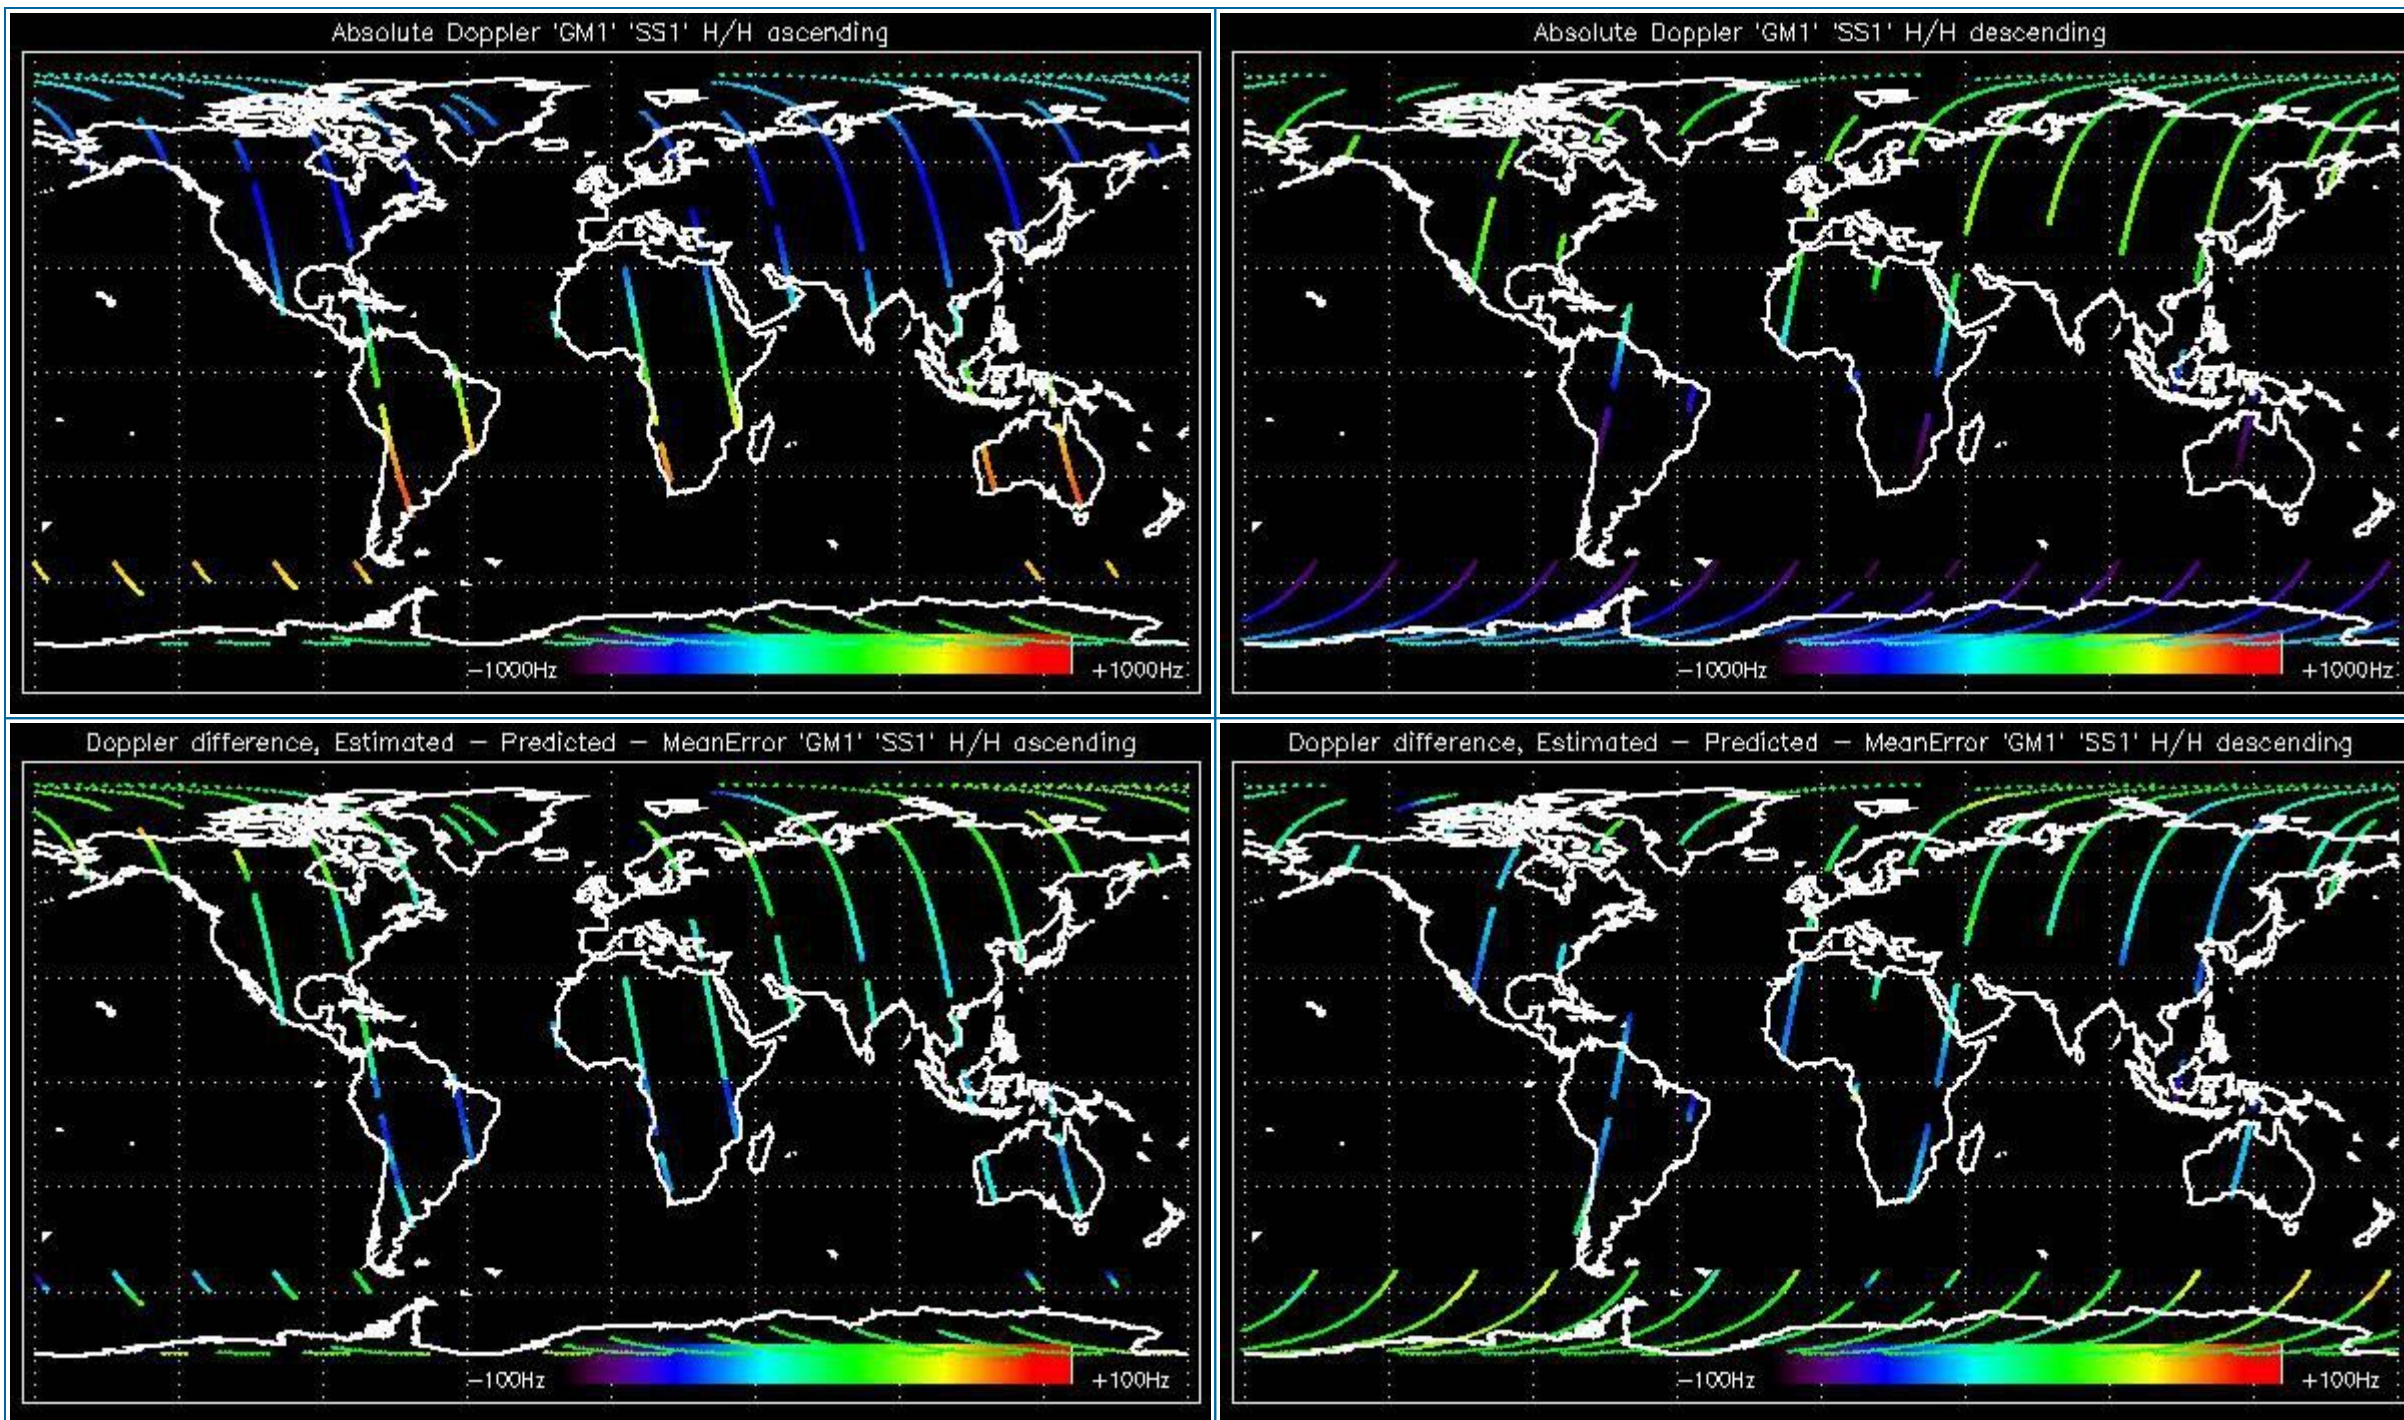 Absolute Doppler 'GM1' 'SS1' H/H ascending
−1000Hz +1000Hz
Absolute Doppler 'GM1' 'SS1' H/H descending
−1000Hz +1000Hz
Doppler difference, Estimated − Predicted − MeanError 'GM1' 'SS1' H/H ascending
−100Hz +100Hz
Doppler difference, Estimated − Predicted − MeanError 'GM1' 'SS1' H/H descending
−100Hz +100Hz